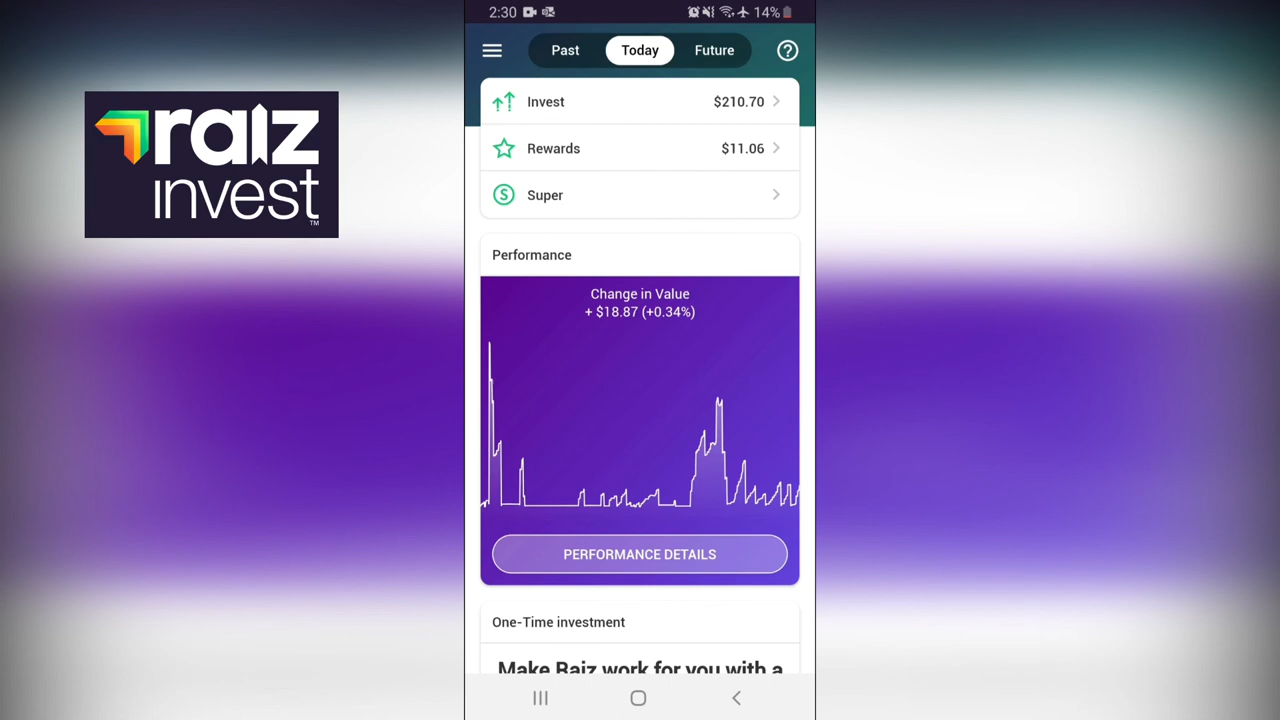 raiz
invest
TM
2:30
14%
Past
Today
Future
Invest
$210.70
Rewards
$11.06
Super
Performance
Change in Value
+ $18.87 (+0.34%)
PERFORMANCE DETAILS
One-Time investment
Make Raiz work for you with a